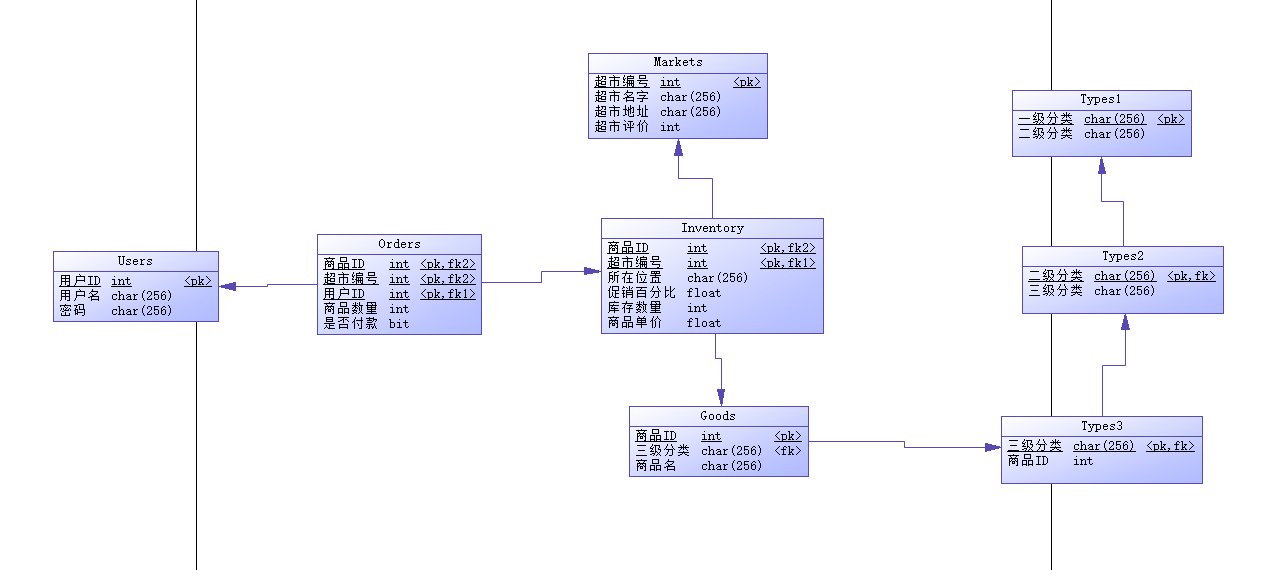 Markets
超市编号 int <pk>
超市名字 char(256)
超市地址 char(256)
超市评价 int
Types1
一级分类 char(256) <pk>
二级分类 char(256)
Inventory
商品ID int <pk,fk2>
超市编号 int <pk,fk1>
所在位置 char(256)
促销百分比 float
库存数量 int
商品单价 float
Orders
商品ID int <pk,fk2>
超市编号 int <pk,fk2>
用户ID int <pk,fk1>
商品数量 int
是否付款 bit
Users
用户ID int <pk>
用户名 char(256)
密码 char(256)
Types2
二级分类 char(256) <pk,fk>
三级分类 char(256)
Goods
商品ID int <pk>
三级分类 char(256) <fk>
商品名 char(256)
Types3
三级分类 char(256) <pk,fk>
商品ID int